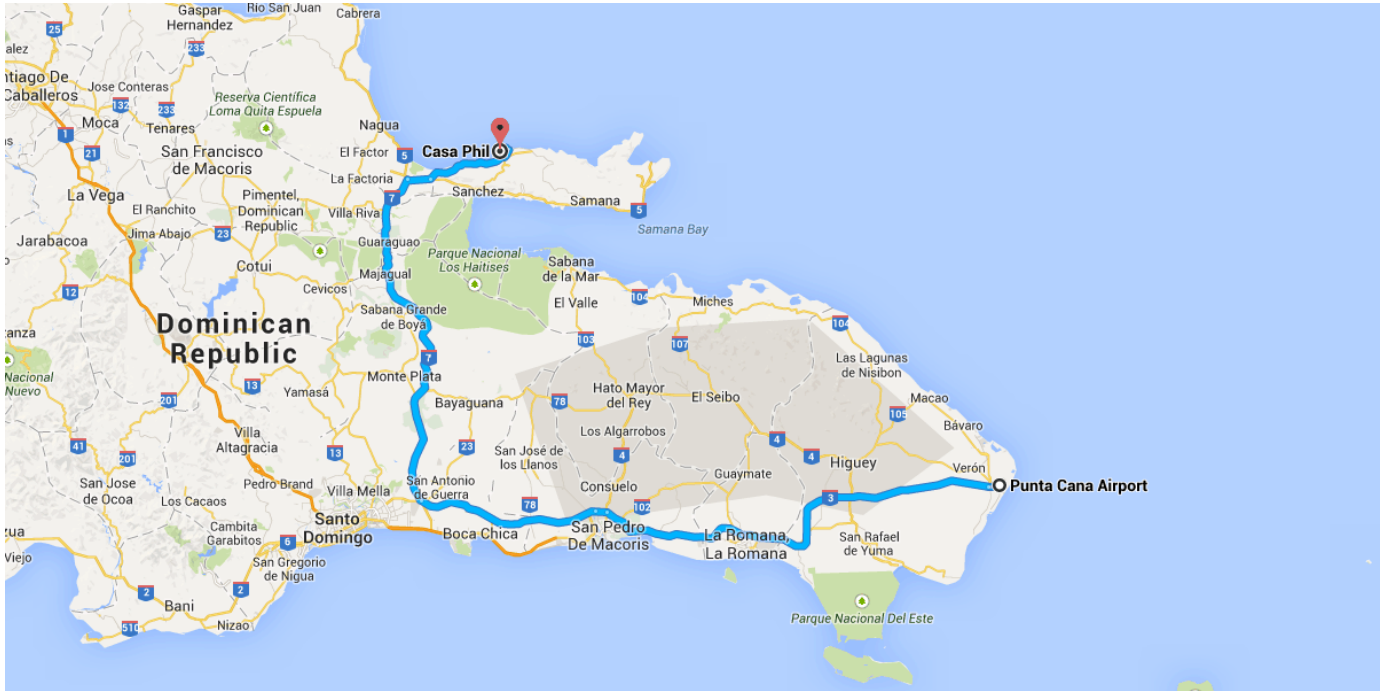 Gaspar
Hernandez
Rio San Juan
Cabrera
25
233
alez
ntiago De
Caballeros
Jose Conteras
132
233
Reserva Científica
Loma Quita Espuela
Moca
Tenares
Nagua
1
as
21
San Francisco
de Macoris
El Factor
5
Casa Phil
La Factoria
La Vega
Sanchez
7
Samana
5
El Ranchito
Pimentel,
Dominican
Republic
Villa Riva
Samana Bay
Jima Abajo
23
Jarabacoa
Guaraguao
Parque Nacional
Los Haitises
Cotui
Majagual
Sabana
de la Mar
12
Cevicos
104
Miches
El Valle
Sabana Grande
de Boyá
Dominican
Republic
anza
104
103
107
7
Las Lagunas
de Nisibon
Nacional
Nuevo
13
Yamasá
Monte Plata
Hato Mayor
del Rey
El Seibo
Macao
201
Bayaguana
78
105
Bávaro
Villa
Altagracia
Los Algarrobos
4
41
201
13
23
San José de
los Llanos
4
4
Higuey
Verón
San Jose
de Ocoa
Pedro Brand
Villa Mella
San Antonio
de Guerra
Guaymate
Punta Cana Airport
Consuelo
Los Cacaos
78
102
3
Santo
Domingo
Boca Chica
San Pedro
De Macoris
La Romana,
La Romana
San Rafael
de Yuma
zua
Cambita
Garabitos
6
Viejo
San Gregorio
de Nigua
2
2
Bani
510
Nizao
Parque Nacional Del Este